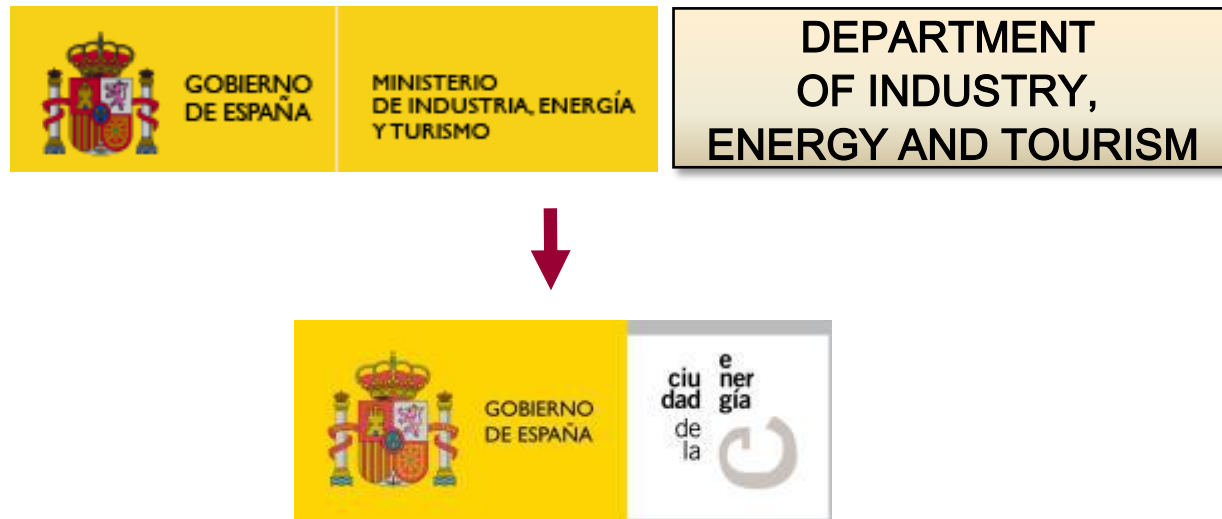 GOBIERNO
DE ESPAÑA
MINISTERIO
DE INDUSTRIA, ENERGÍA
Y TURISMO
DEPARTMENT
OF INDUSTRY,
ENERGY AND TOURISM
GOBIERNO
DE ESPAÑA
ciu
dad
de
la
e
ner
gía